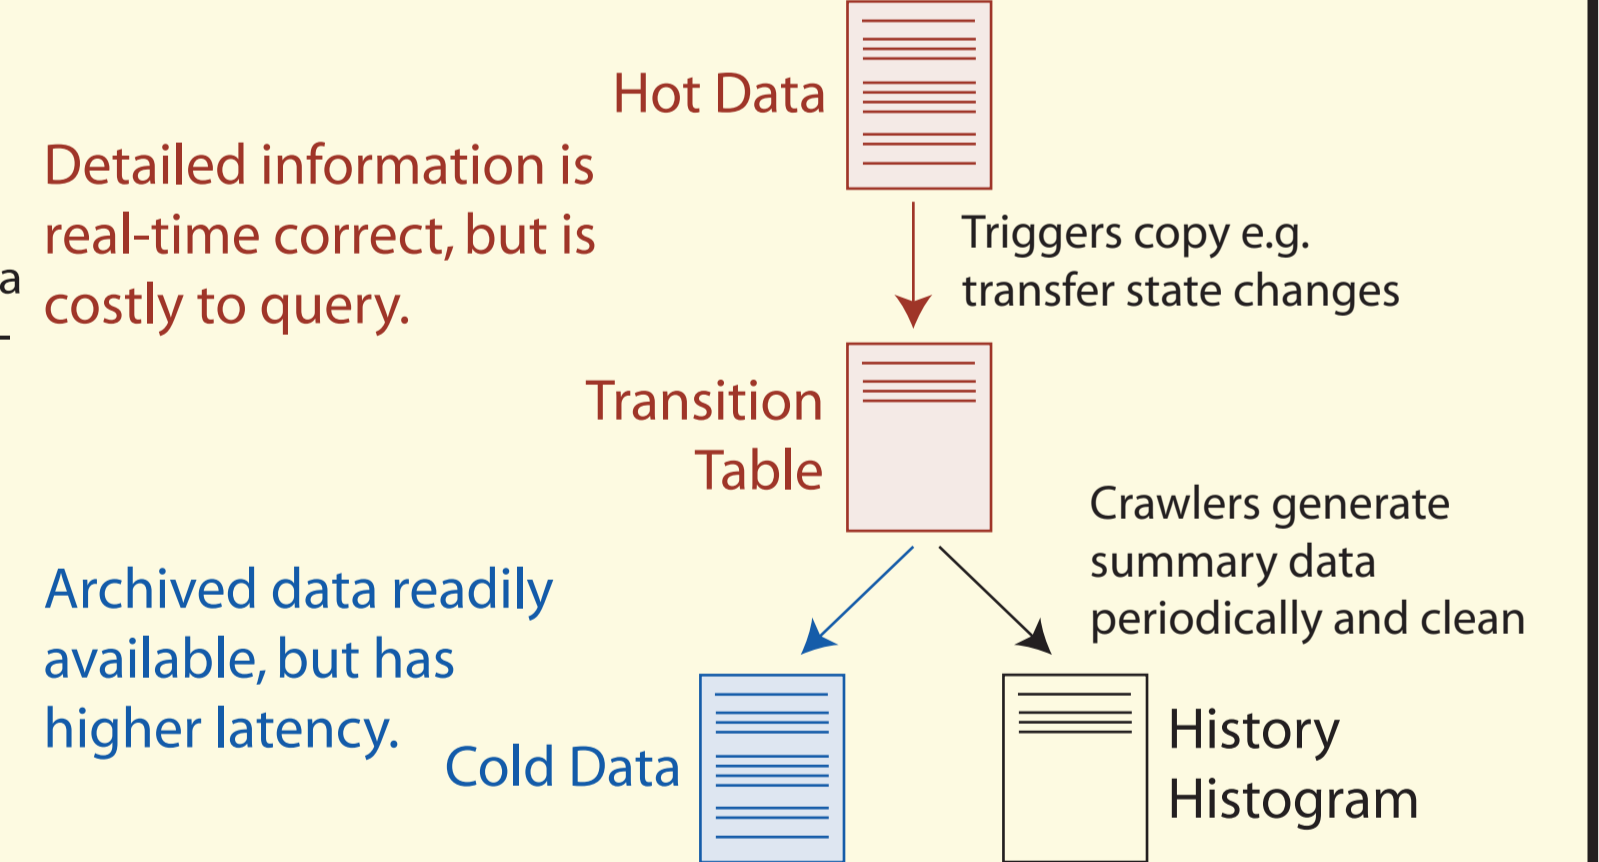 Hot Data
Detailed information is
real-time correct, but is
costly to query.
a
-
Triggers copy e.g.
transfer state changes
Transition
Table
Crawlers generate
summary data
periodically and clean
Archived data readily
available, but has
higher latency.
Cold Data
History
Histogram